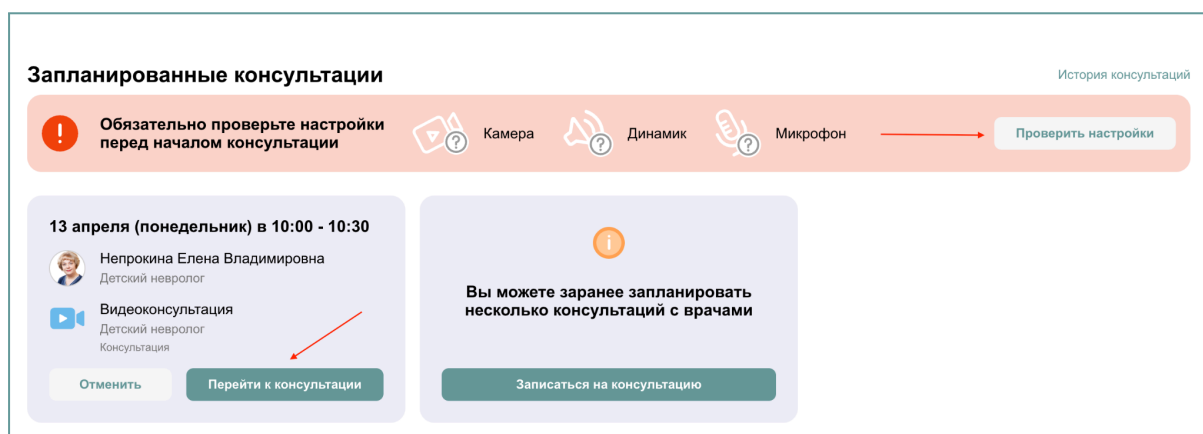 Запланированные консультации
История консультаций
Обязательно проверьте настройки
перед началом консультации
Камера
Динамик
Микрофон
Проверить настройки
13 апреля (понедельник) в 10:00 - 10:30
Непрокина Елена Владимировна
Детский невролог
Видеоконсультация
Детский невролог
Консультация
Отменить
Перейти к консультации
Вы можете заранее запланировать
несколько консультаций с врачами
Записаться на консультацию